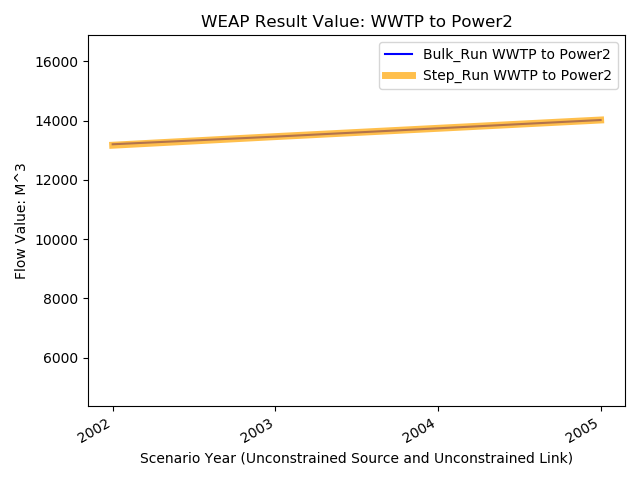 WEAP Result Value: WWTP to Power2
Bulk_Run WWTP to Power2
Step_Run WWTP to Power2
Flow Value: M^3
16000
14000
12000
10000
8000
6000
2002
2003
2004
2005
Scenario Year (Unconstrained Source and Unconstrained Link)